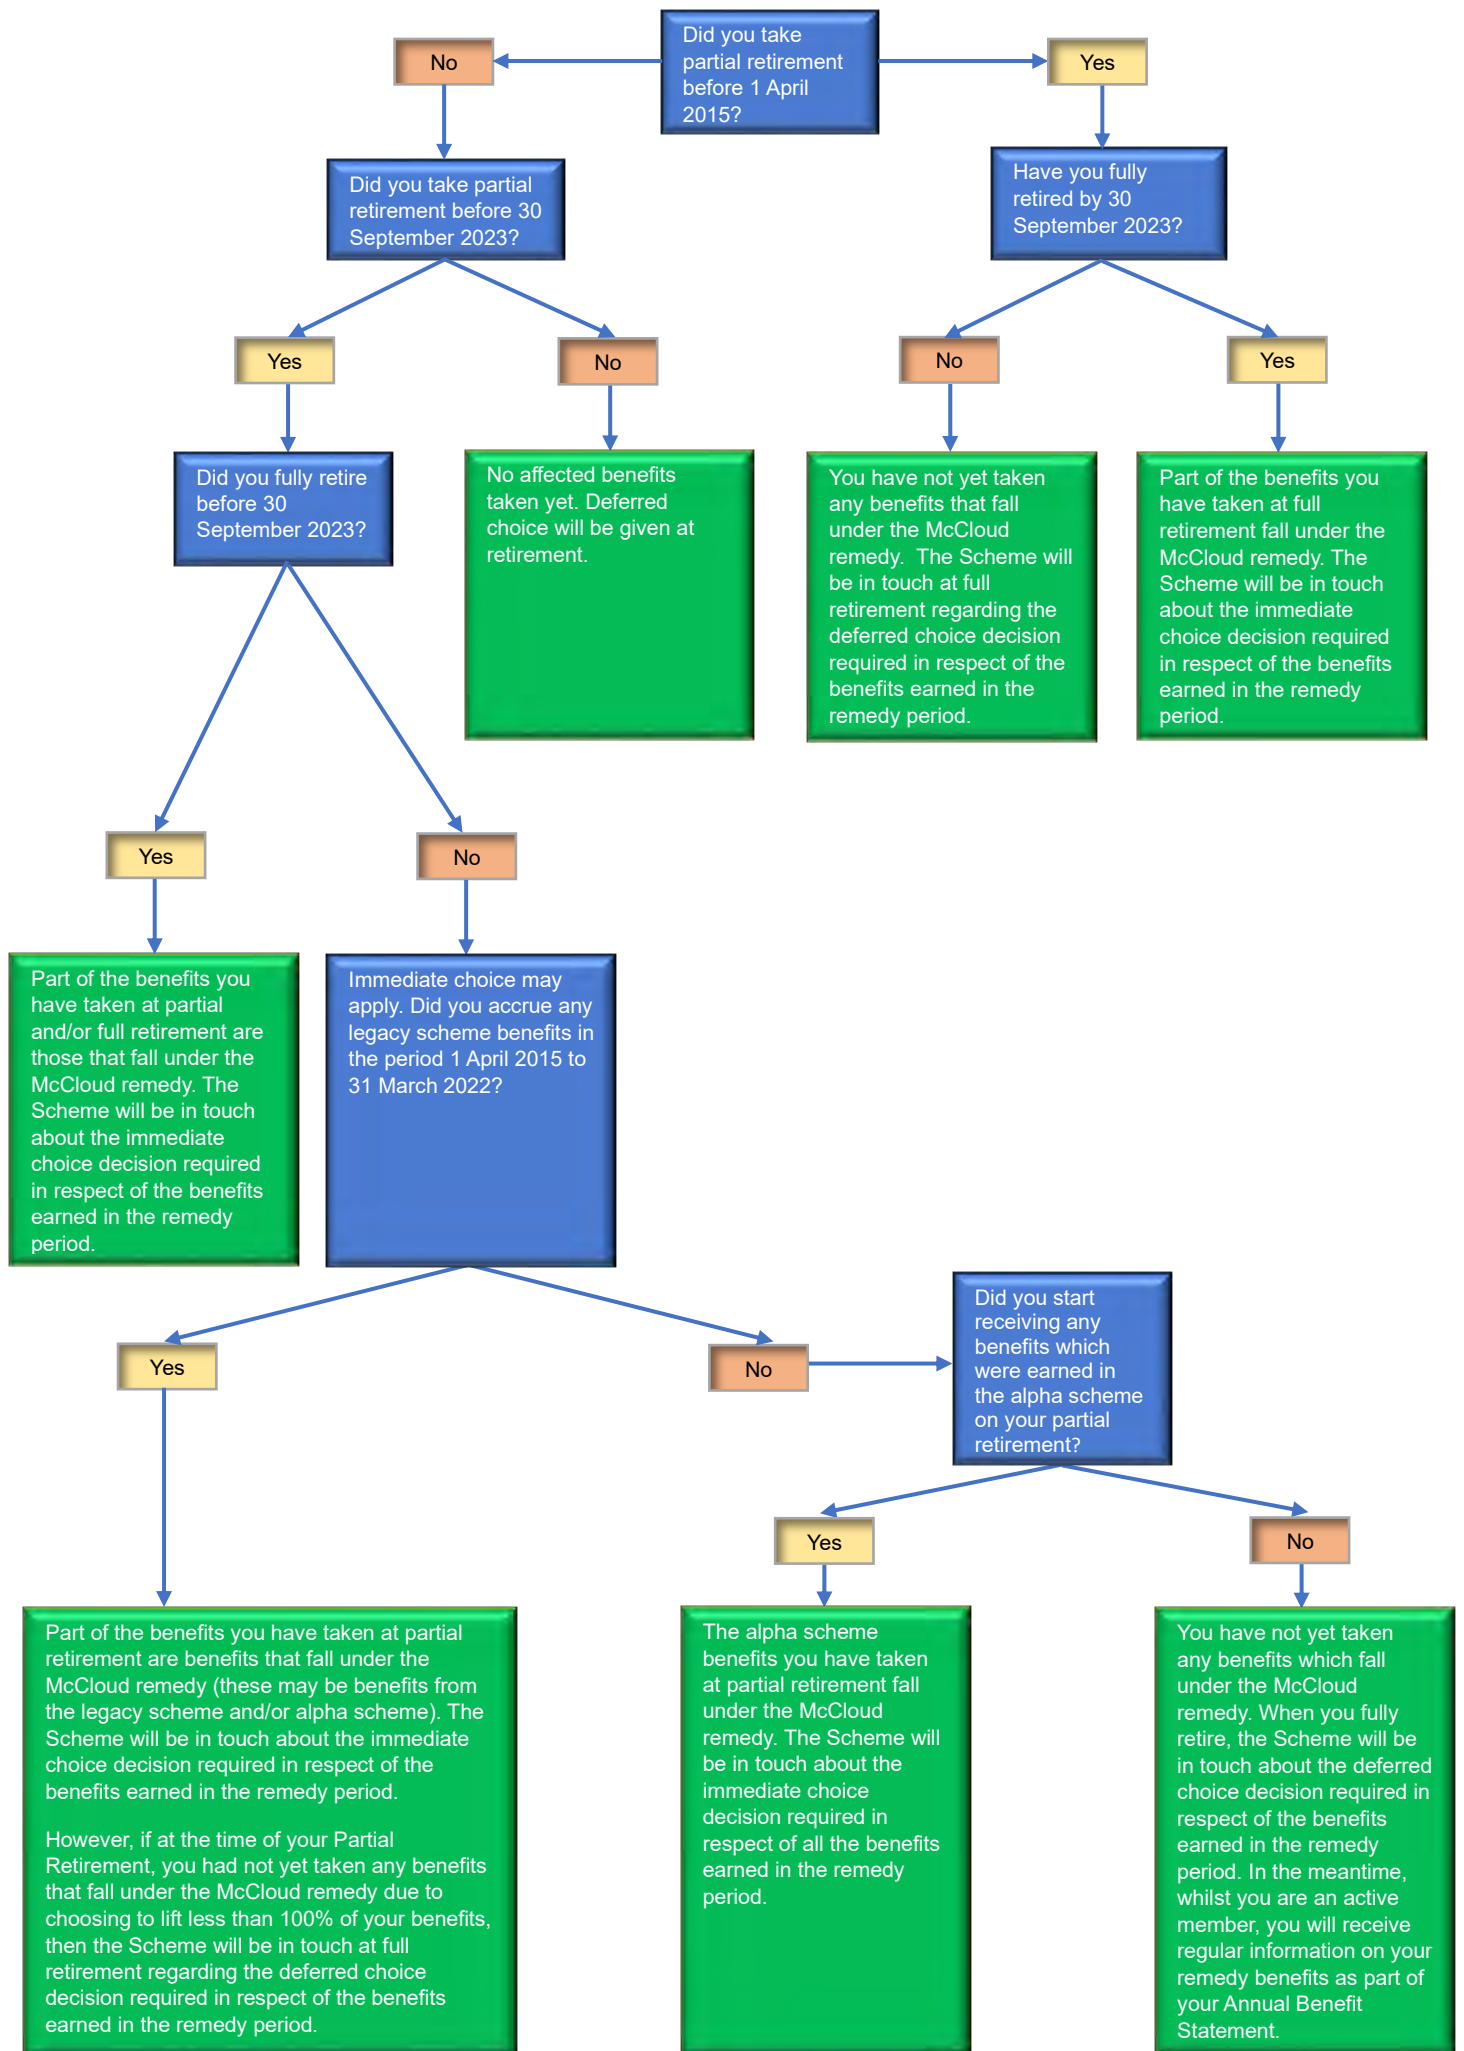 Did you take
partial retirement
before 1 April
2015?
No
Yes
Did you take partial
retirement before 30
September 2023?
Have you fully
retired by 30
September 2023?
Yes
No
No
Yes
Did you fully retire
before 30
September 2023?
No affected benefits
taken yet. Deferred
choice will be given at
retirement.
You have not yet taken
any benefits that fall
under the McCloud
remedy.  The Scheme will
be in touch at full
retirement regarding the
deferred choice decision
required in respect of the
benefits earned in the
remedy period.
Part of the benefits you
have taken at full
retirement fall under the
McCloud remedy. The
Scheme will be in touch
about the immediate
choice decision required
in respect of the benefits
earned in the remedy
period.
Yes
No
Part of the benefits you
have taken at partial
and/or full retirement are
those that fall under the
McCloud remedy. The
Scheme will be in touch
about the immediate
choice decision required
in respect of the benefits
earned in the remedy
period.
Immediate choice may
apply. Did you accrue any
legacy scheme benefits in
the period 1 April 2015 to
31 March 2022?
Yes
No
Did you start
receiving any
benefits which
were earned in
the alpha scheme
on your partial
retirement?
Yes
No
Part of the benefits you have taken at partial
retirement are benefits that fall under the
McCloud remedy (these may be benefits from
the legacy scheme and/or alpha scheme). The
Scheme will be in touch about the immediate
choice decision required in respect of the
benefits earned in the remedy period.
However, if at the time of your Partial
Retirement, you had not yet taken any benefits
that fall under the McCloud remedy due to
choosing to lift less than 100% of your benefits,
then the Scheme will be in touch at full
retirement regarding the deferred choice
decision required in respect of the benefits
earned in the remedy period.
The alpha scheme
benefits you have taken
at partial retirement fall
under the McCloud
remedy. The Scheme will
be in touch about the
immediate choice
decision required in
respect of all the benefits
earned in the remedy
period.
You have not yet taken
any benefits which fall
under the McCloud
remedy. When you fully
retire, the Scheme will be
in touch about the deferred
choice decision required in
respect of the benefits
earned in the remedy
period. In the meantime,
whilst you are an active
member, you will receive
regular information on your
remedy benefits as part of
your Annual Benefit
Statement.